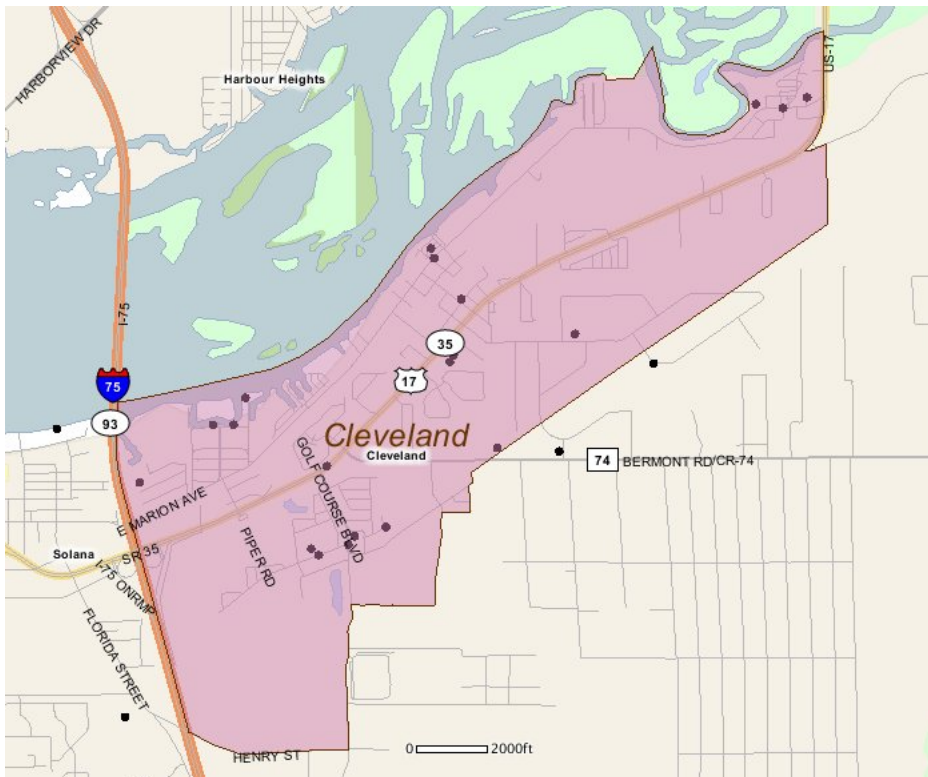 HARBORVIEW DR
Harbour Heights
US-17
I-75
35
17
75
93
Cleveland
Cleveland
GOLF COURSE BLVD
74
BERMONT RD/CR-74
E MARION AVE
PIPER RD
Solana
SR 35
I-75 ONRMP
FLORIDA STREET
HENRY ST
0 2000ft